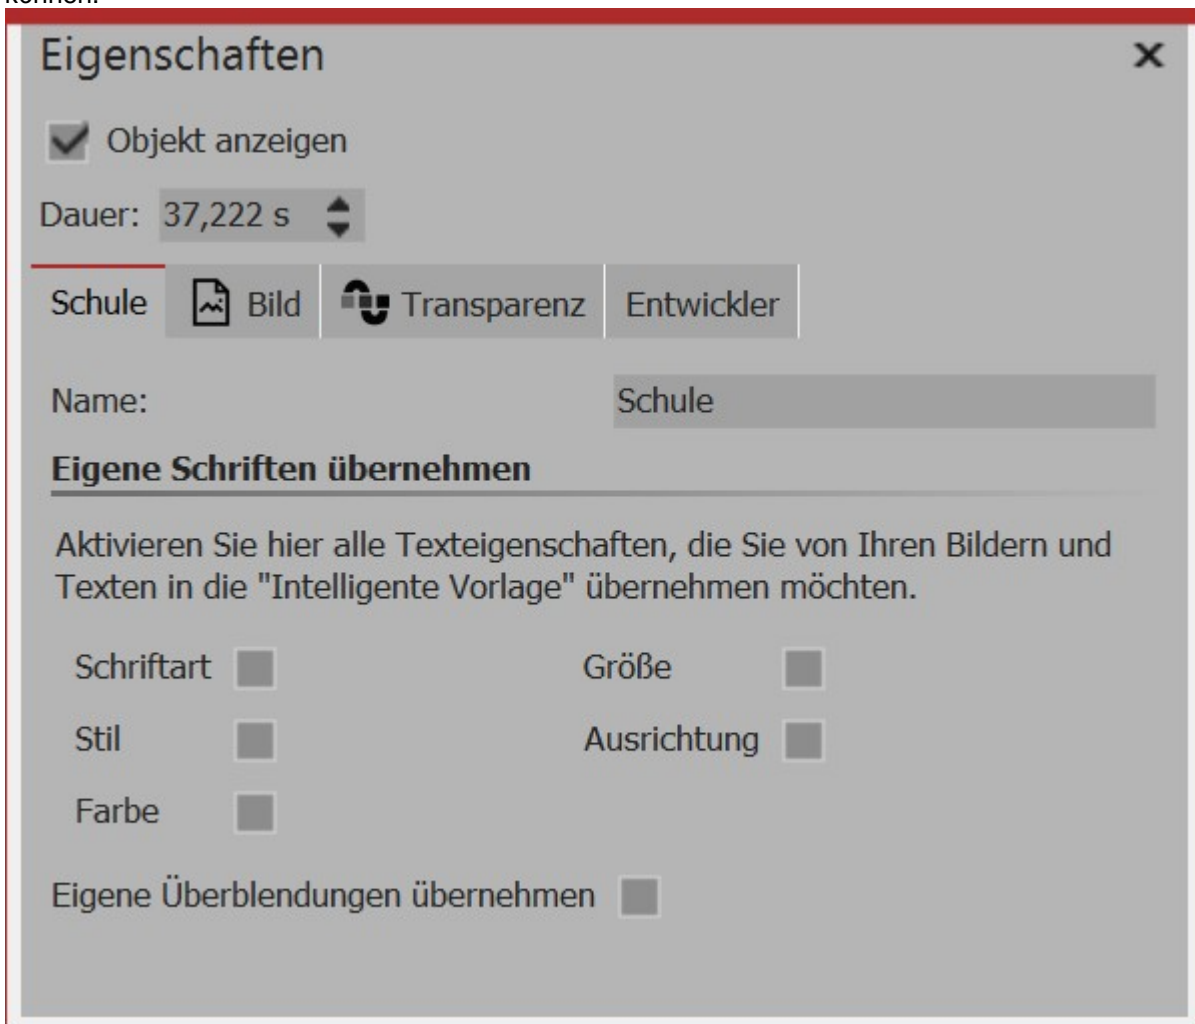 können.
Eigenschaften
Objekt anzeigen
Dauer: 37,222 s
Schule Bild Transparenz Entwickler
Name: Schule
Eigene Schriften übernehmen
Aktivieren Sie hier alle Texteigenschaften, die Sie von Ihren Bildern und
Texten in die "Intelligente Vorlage" übernehmen möchten.
Schriftart Größe
Stil Ausrichtung
Farbe
Eigene Überblendungen übernehmen